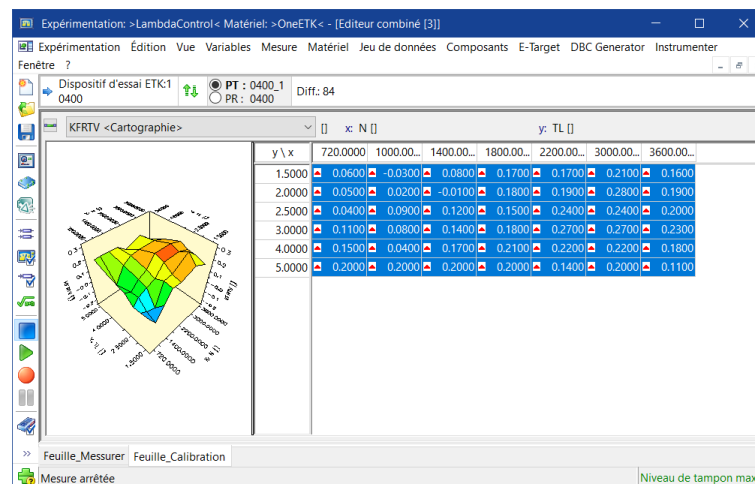 Expérimentation: >LambdaControl< Matériel: >OneETK< - [Editeur combiné [3]]
Expérimentation Édition Vue Variables Mesure Matériel Jeu de données Composants E-Target DBC Generator Instrumenter
Fenêtre ?
Dispositif d'essai ETK:1
0400
PT : 0400_1
PR : 0400
Diff.: 84
KFRTV <Cartographie> [] x: N [] y: TL []
y \ x 720.0000 1000.00... 1400.00... 1800.00... 2200.00... 3000.00... 3600.00...
1.5000 0.0600 -0.0300 0.0800 0.1700 0.1700 0.2100 0.1600
2.0000 0.0500 0.0200 -0.0100 0.1800 0.1900 0.2800 0.1900
2.5000 0.0400 0.0900 0.1200 0.1500 0.2400 0.2400 0.2000
3.0000 0.1100 0.0800 0.1400 0.1800 0.2700 0.2700 0.2300
4.0000 0.1500 0.0400 0.1700 0.2100 0.2200 0.2200 0.1800
5.0000 0.2000 0.2000 0.2000 0.2000 0.1400 0.2000 0.1100
Feuille_Messurer Feuille_Calibration
Mesure arrêtée
Niveau de tampon max